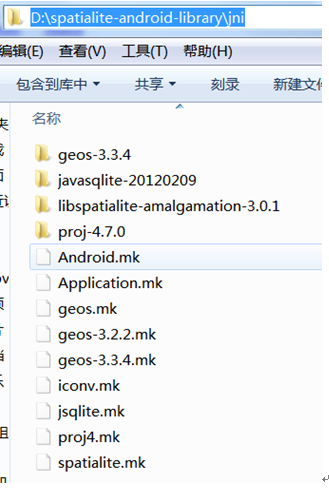 D:\spatialite-android-library\jni
编辑(E) 查看(V) 工具(T) 帮助(H)
包含到库中 共享 刻录 新建文件
名称
geos-3.3.4
javasqlite-20120209
libspatialite-amalgamation-3.0.1
proj-4.7.0
Android.mk
Application.mk
geos.mk
geos-3.2.2.mk
geos-3.3.4.mk
iconv.mk
jsqlite.mk
proj4.mk
spatialite.mk